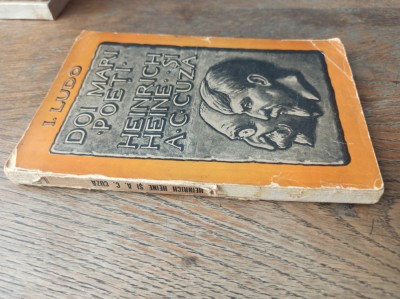 I. LUDO
DOI MARI
POEȚI:
HEINRICH
HEINE ȘI
A.C.CUZA
HEINRICH HEINE ȘI A. C. CUZA